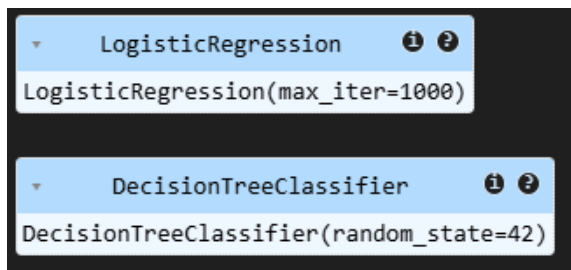 LogisticRegression i ?
LogisticRegression(max_iter=1000)
DecisionTreeClassifier i ?
DecisionTreeClassifier(random_state=42)